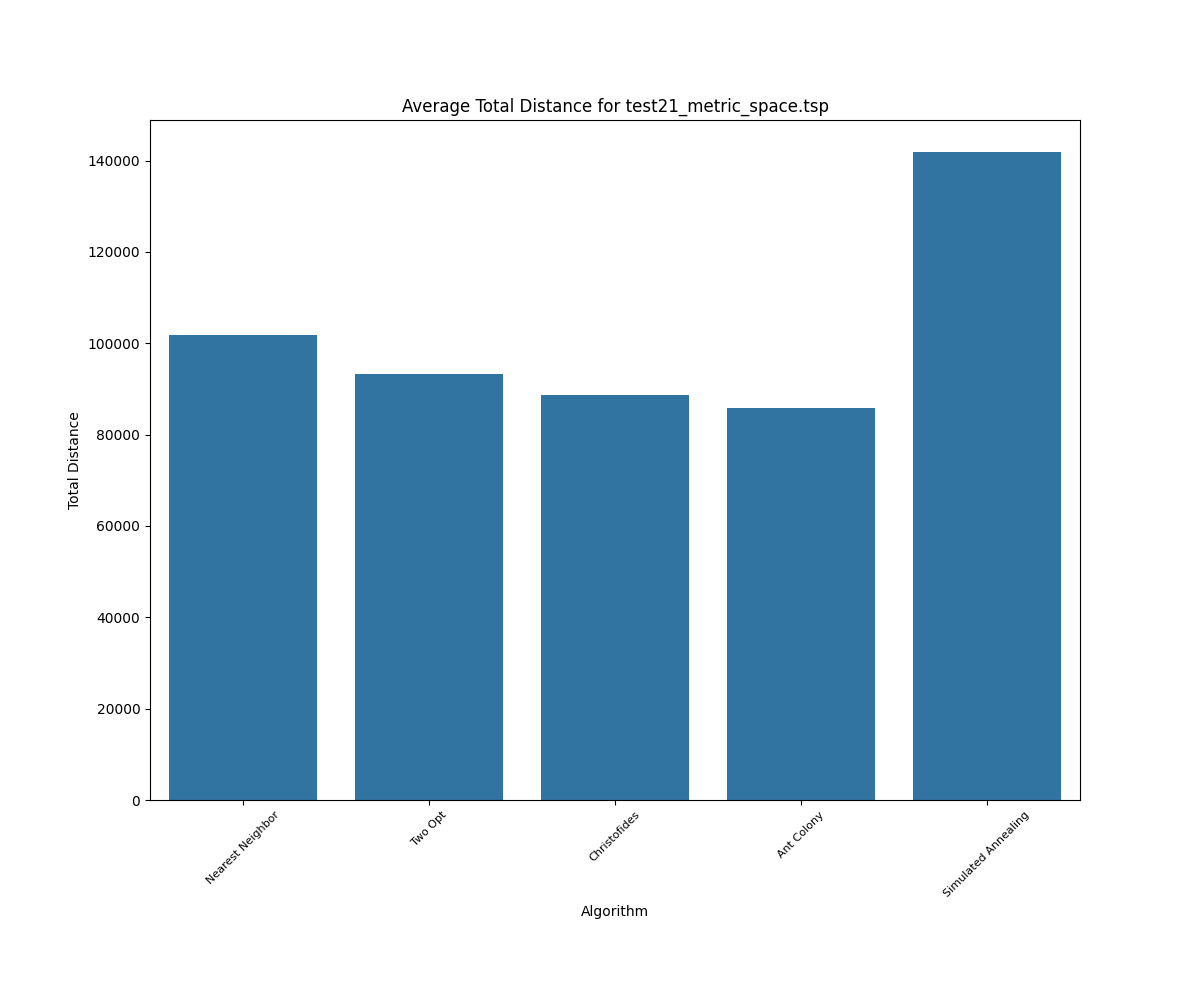 Average Total Distance for test21_metric_space.tsp
140000
120000
100000
80000
60000
40000
20000
0
Total Distance
Nearest Neighbor
Two Opt
Christofides
Ant Colony
Simulated Annealing
Algorithm